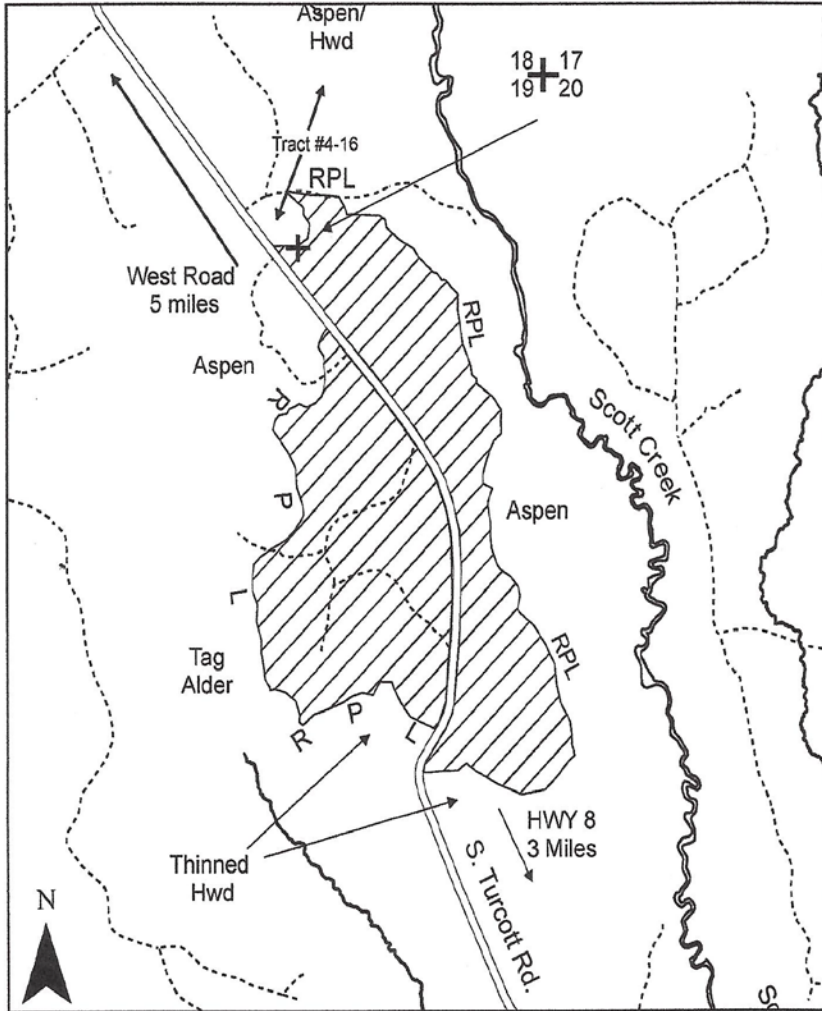 Aspen/
Hwd
18 17
19 20
Tract #4-16
RPL
West Road
5 miles
RPL
Aspen
R
Scott Creek
P
Aspen
L
RPL
Tag
Alder
R P L
HWY 8
3 Miles
Thinned
Hwd
S. Turcott Rd.
N
Sc